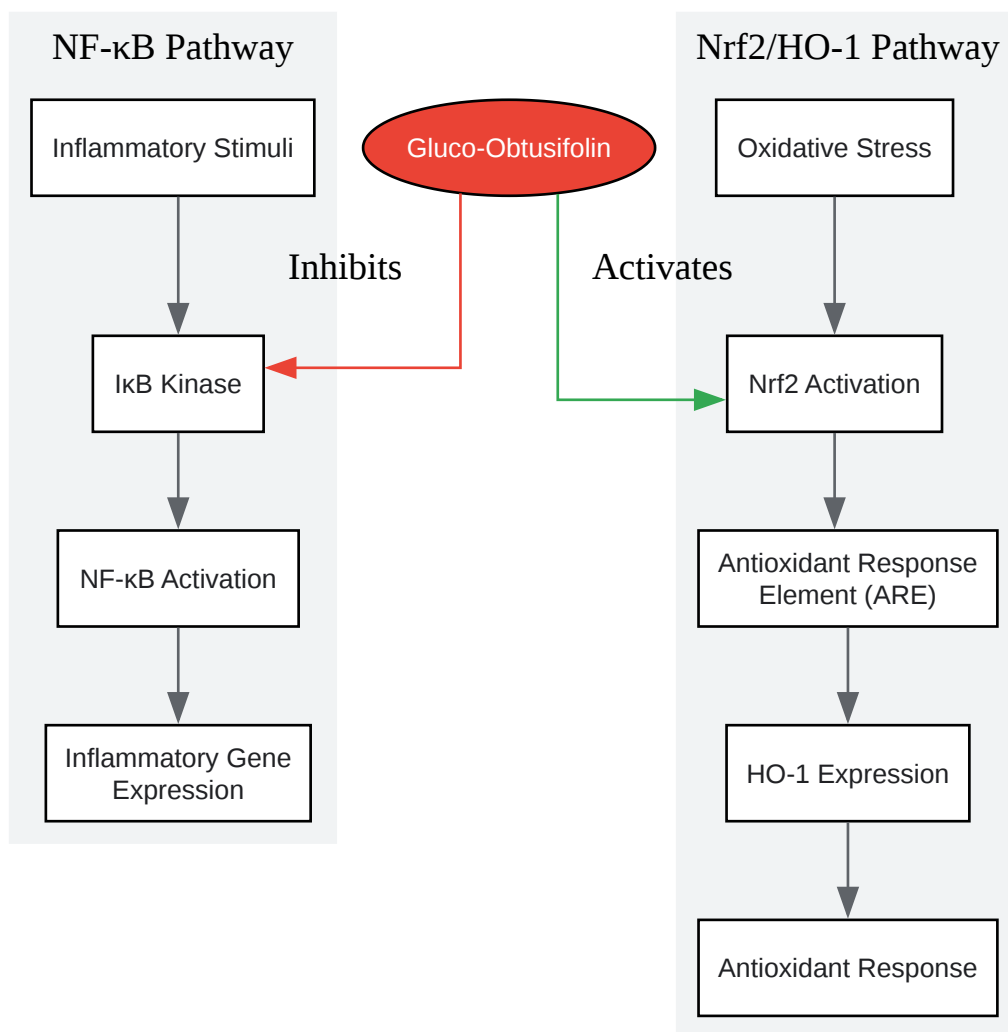 NF-κB Pathway
Nrf2/HO-1 Pathway
Inflammatory Stimuli
Gluco-Obtusifolin
Oxidative Stress
Inhibits
Activates
IκB Kinase
Nrf2 Activation
NF-κB Activation
Antioxidant Response
Element (ARE)
Inflammatory Gene
Expression
HO-1 Expression
Antioxidant Response